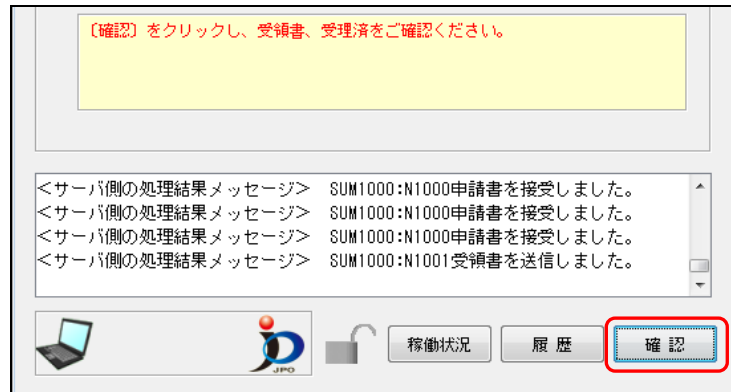 〔確認〕をクリックし、受領書、受理済をご確認ください。
＜サーバ側の処理結果メッセージ＞　SUM1000:N1000申請書を接受しました。
＜サーバ側の処理結果メッセージ＞　SUM1000:N1000申請書を接受しました。
＜サーバ側の処理結果メッセージ＞　SUM1000:N1000申請書を接受しました。
＜サーバ側の処理結果メッセージ＞　SUM1000:N1001受領書を送信しました。
JPO
稼働状況
履 歴
確 認